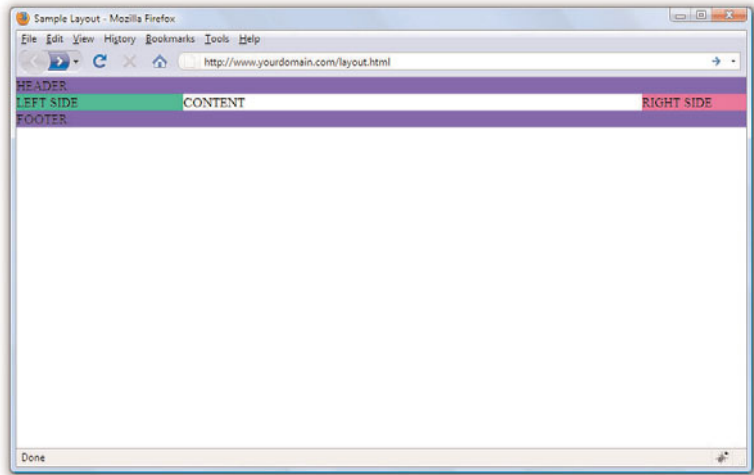 Sample Layout - Mozilla Firefox
File Edit View History Bookmarks Tools Help
http://www.yourdomain.com/layout.html
HEADER
LEFT SIDE CONTENT RIGHT SIDE
FOOTER
Done